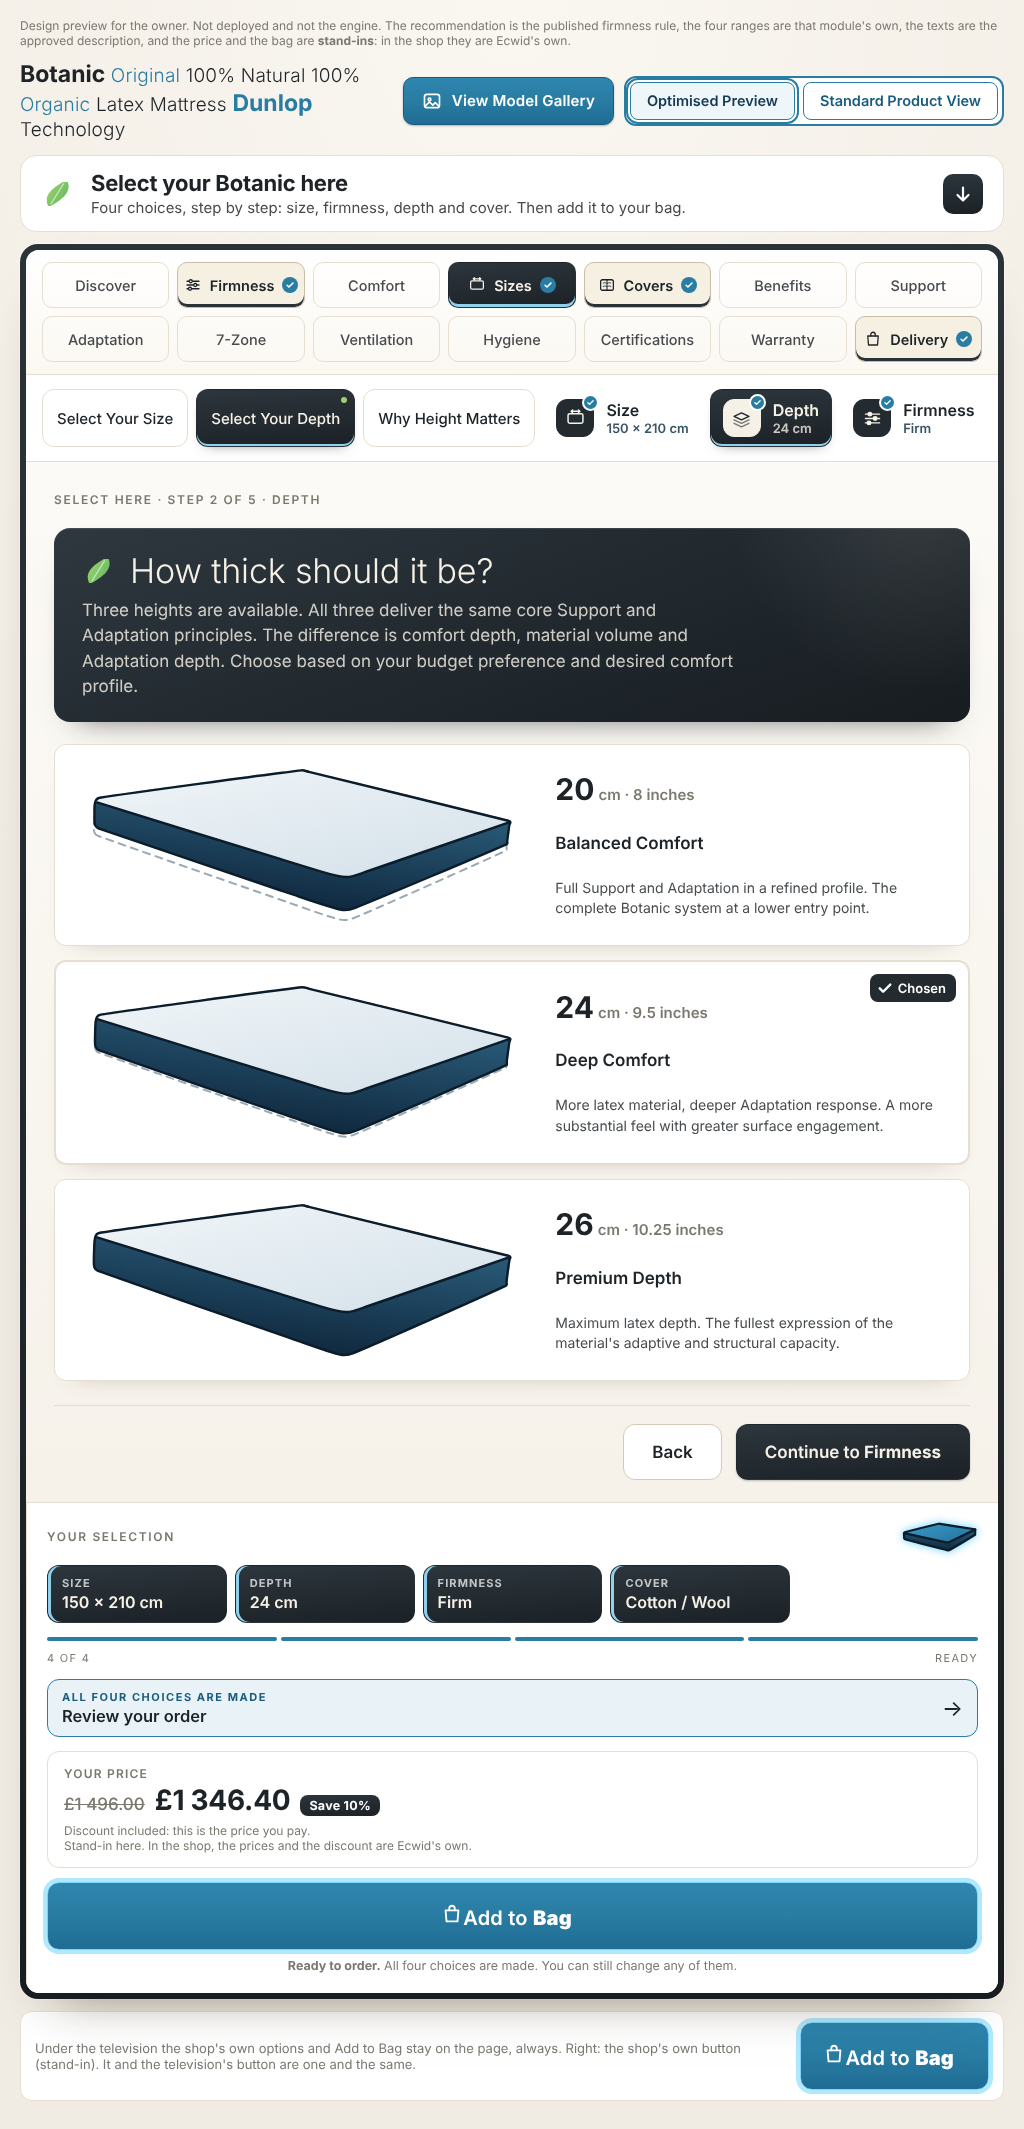 Design preview for the owner. Not deployed and not the engine. The recommendation is the published firmness rule, the four ranges are that module's own, the texts are the
approved description, and the price and the bag are stand-ins: in the shop they are Ecwid's own.
Botanic Original 100% Natural 100%
Organic Latex Mattress Dunlop
Technology
View Model Gallery
Optimised Preview
Standard Product View
Select your Botanic here
Four choices, step by step: size, firmness, depth and cover. Then add it to your bag.
Discover
Firmness
Comfort
Sizes
Covers
Benefits
Support
Adaptation
7-Zone
Ventilation
Hygiene
Certifications
Warranty
Delivery
Select Your Size
Select Your Depth
Why Height Matters
Size
150 × 210 cm
Depth
24 cm
Firmness
Firm
SELECT HERE · STEP 2 OF 5 · DEPTH
How thick should it be?
Three heights are available. All three deliver the same core Support and
Adaptation principles. The difference is comfort depth, material volume and
Adaptation depth. Choose based on your budget preference and desired comfort
profile.
20 cm · 8 inches
Balanced Comfort
Full Support and Adaptation in a refined profile. The
complete Botanic system at a lower entry point.
Chosen
24 cm · 9.5 inches
Deep Comfort
More latex material, deeper Adaptation response. A more
substantial feel with greater surface engagement.
26 cm · 10.25 inches
Premium Depth
Maximum latex depth. The fullest expression of the
material's adaptive and structural capacity.
Back
Continue to Firmness
YOUR SELECTION
SIZE
150 × 210 cm
DEPTH
24 cm
FIRMNESS
Firm
COVER
Cotton / Wool
4 OF 4
READY
ALL FOUR CHOICES ARE MADE
Review your order
YOUR PRICE
£1 496.00 £1 346.40 Save 10%
Discount included: this is the price you pay.
Stand-in here. In the shop, the prices and the discount are Ecwid's own.
Add to Bag
Ready to order. All four choices are made. You can still change any of them.
Under the television the shop's own options and Add to Bag stay on the page, always. Right: the shop's own button
(stand-in). It and the television's button are one and the same.
Add to Bag